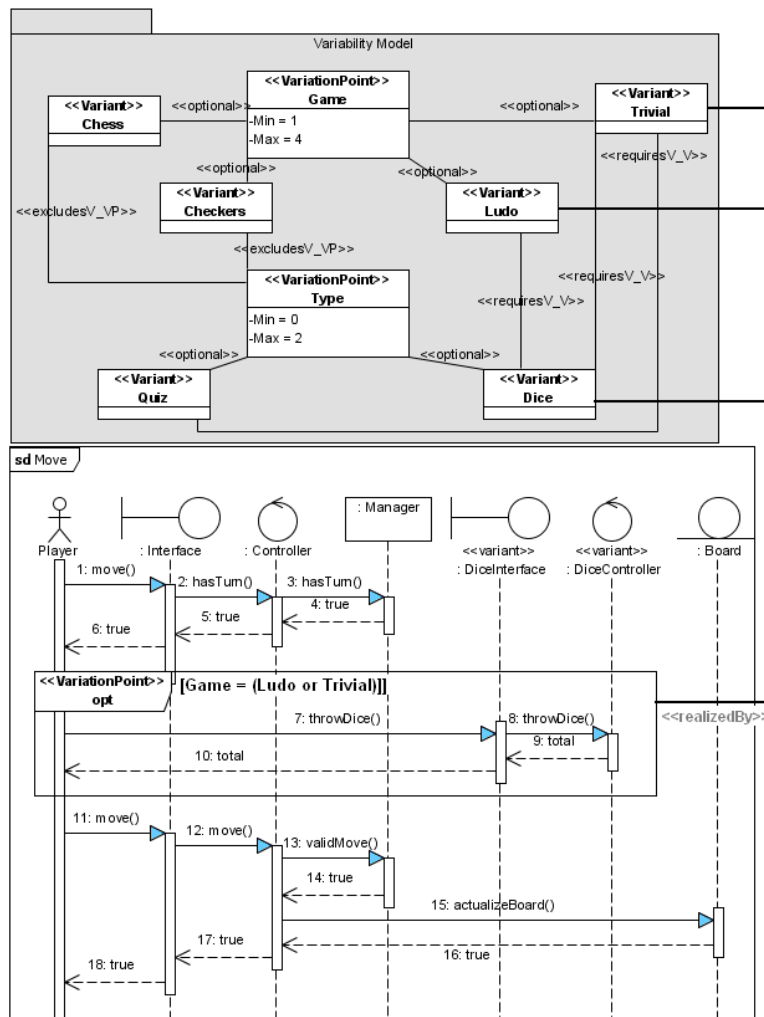 Variability Model
<<VariationPoint>>
Game
-Min = 1
-Max = 4
<<Variant>>
Chess
<<optional>>
<<optional>>
<<Variant>>
Trivial
<<requiresV_V>>
<<optional>>
<<optional>>
<<Variant>>
Checkers
<<Variant>>
Ludo
<<excludesV_VP>>
<<excludesV_VP>>
<<VariationPoint>>
Type
-Min = 0
-Max = 2
<<requiresV_V>>
<<requiresV_V>>
<<optional>>
<<optional>>
<<Variant>>
Quiz
<<Variant>>
Dice
sd Move
Player
: Interface
: Controller
: Manager
<<variant>>
: DiceInterface
<<variant>>
: DiceController
: Board
1: move()
2: hasTurn()
3: hasTurn()
4: true
5: true
6: true
<<VariationPoint>>
opt
[Game = (Ludo or Trivial)]]
<<realizedBy>>
7: throwDice()
8: throwDice()
9: total
10: total
11: move()
12: move()
13: validMove()
14: true
15: actualizeBoard()
16: true
17: true
18: true